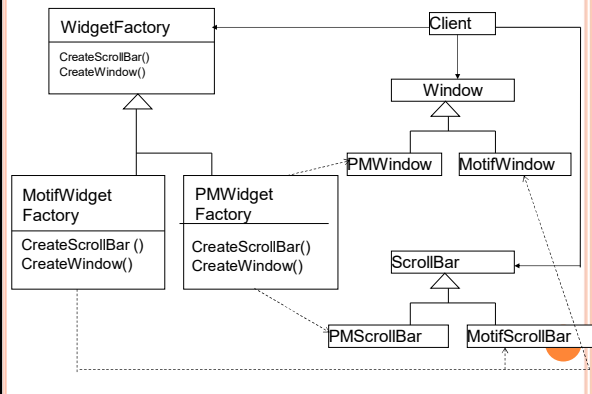 WidgetFactory
CreateScrollBar()
CreateWindow()
Client
Window
PMWindow
MotifWindow
MotifWidget
Factory
CreateScrollBar ()
CreateWindow()
PMWidget
Factory
CreateScrollBar()
CreateWindow()
ScrollBar
PMScrollBar
MotifScrollBar